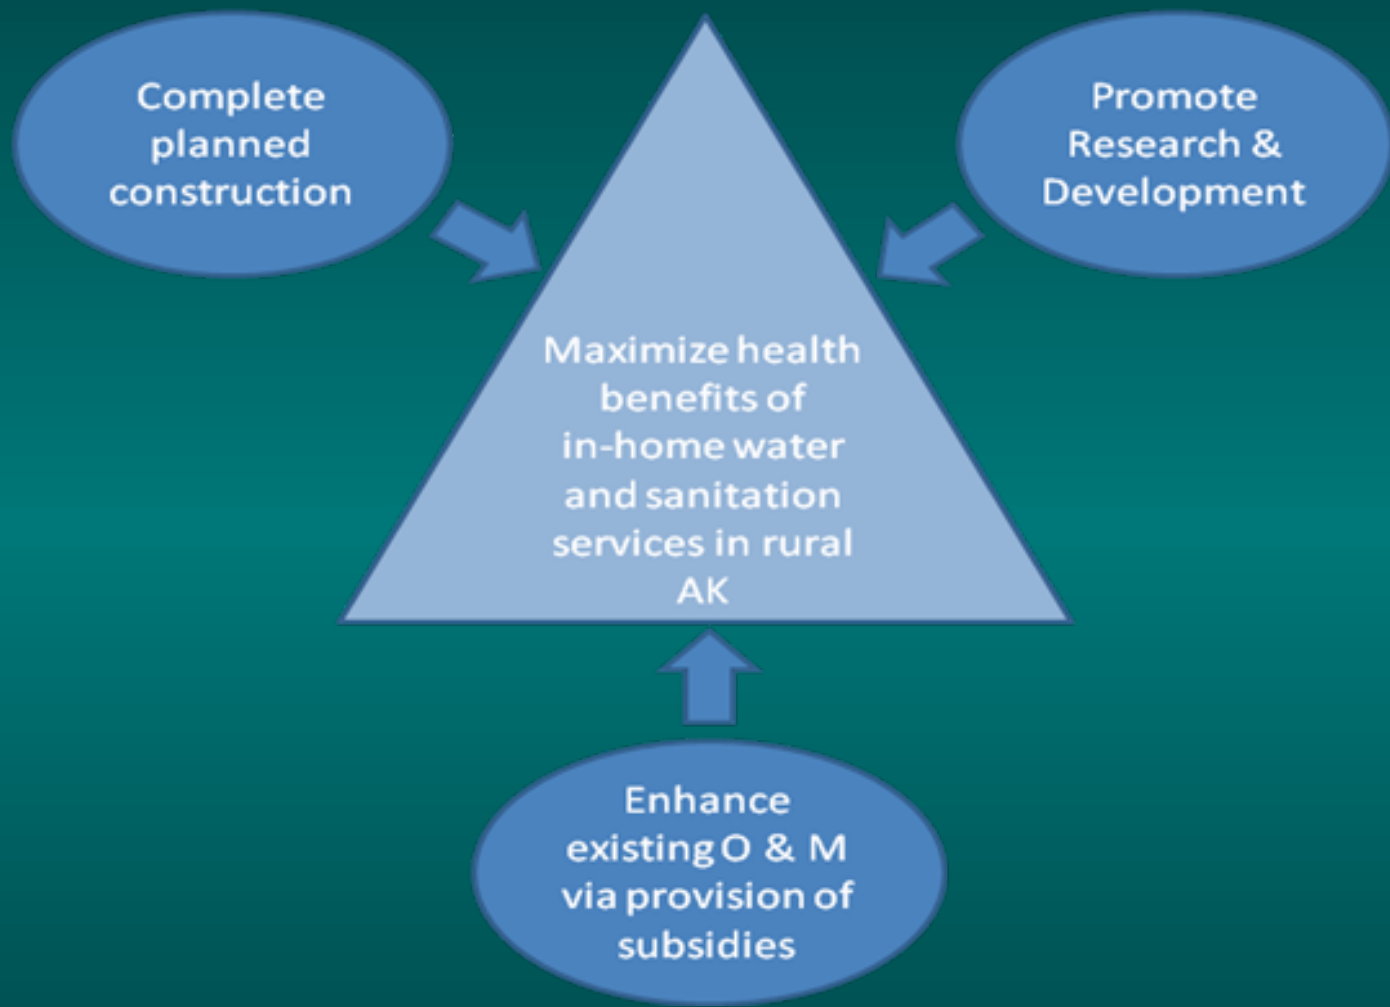 Complete
planned
construction
Promote
Research &
Development
Maximize health
benefits of
in-home water
and sanitation
services in rural
AK
Enhance
existing O & M
via provision of
subsidies